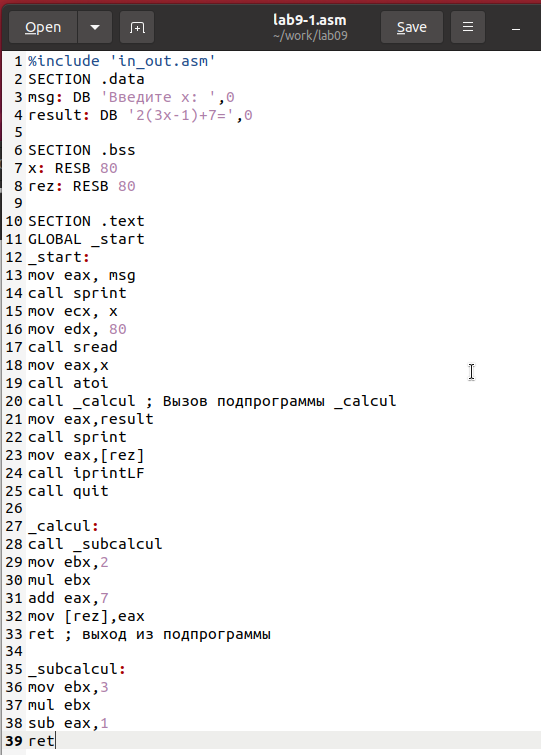 Open
lab9-1.asm
~/work/lab09
Save
1 %include 'in_out.asm'
2 SECTION .data
3 msg: DB 'Введите x: ',0
4 result: DB '2(3x-1)+7=',0
5
6 SECTION .bss
7 x: RESB 80
8 rez: RESB 80
9
10 SECTION .text
11 GLOBAL _start
12 _start:
13 mov eax, msg
14 call sprint
15 mov ecx, x
16 mov edx, 80
17 call sread
18 mov eax,x
19 call atoi
20 call _calcul ; Вызов подпрограммы _calcul
21 mov eax,result
22 call sprint
23 mov eax,[rez]
24 call iprintLF
25 call quit
26
27 _calcul:
28 call _subcalcul
29 mov ebx,2
30 mul ebx
31 add eax,7
32 mov [rez],eax
33 ret ; выход из подпрограммы
34
35 _subcalcul:
36 mov ebx,3
37 mul ebx
38 sub eax,1
39 ret